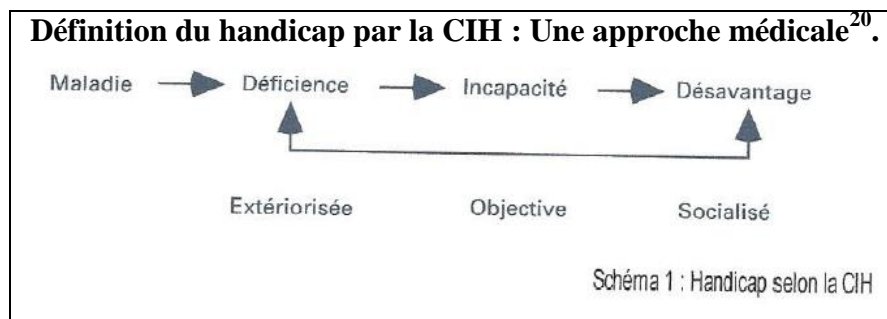 Définition du handicap par la CIH : Une approche médicale20.
Maladie Déficience Incapacité Désavantage
Extériorisée Objective Socialisé
Schéma 1 : Handicap selon la CIH